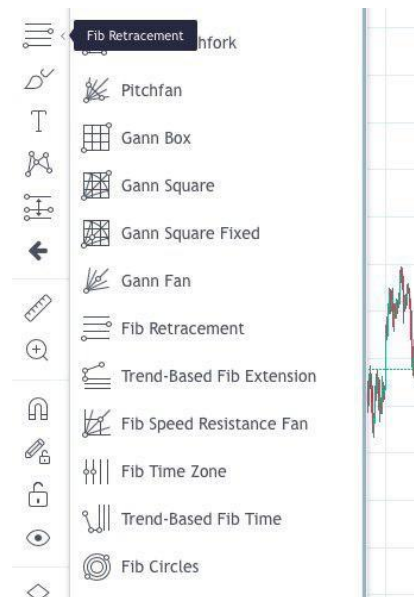 Fib Retracement
hfork
Pitchfan
Gann Box
Gann Square
Gann Square Fixed
Gann Fan
Fib Retracement
Trend-Based Fib Extension
Fib Speed Resistance Fan
Fib Time Zone
Trend-Based Fib Time
Fib Circles